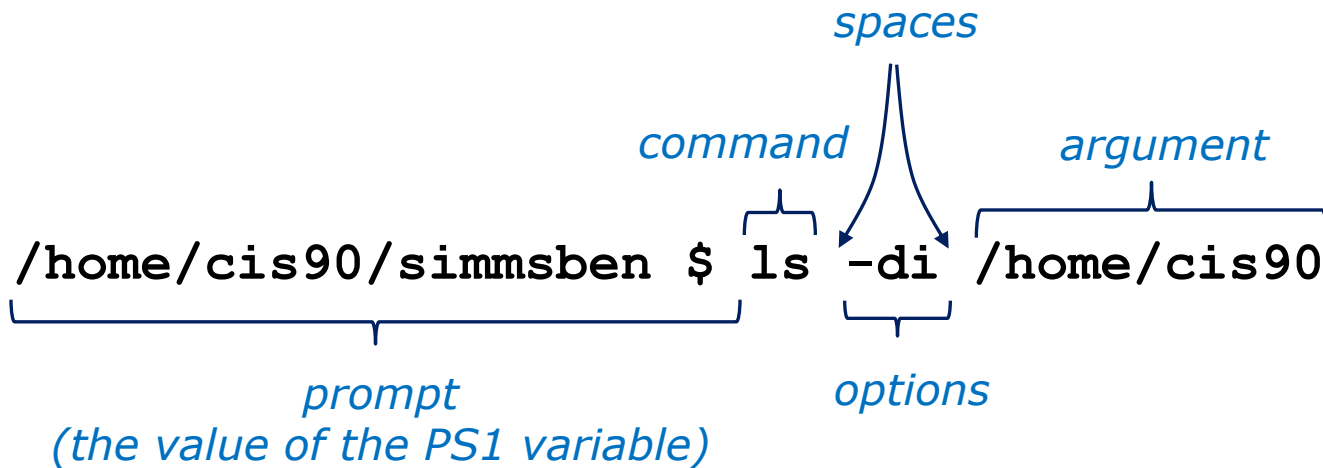 spaces
command
argument
/home/cis90/simmsben $ ls -di /home/cis90
prompt
(the value of the PS1 variable)
options